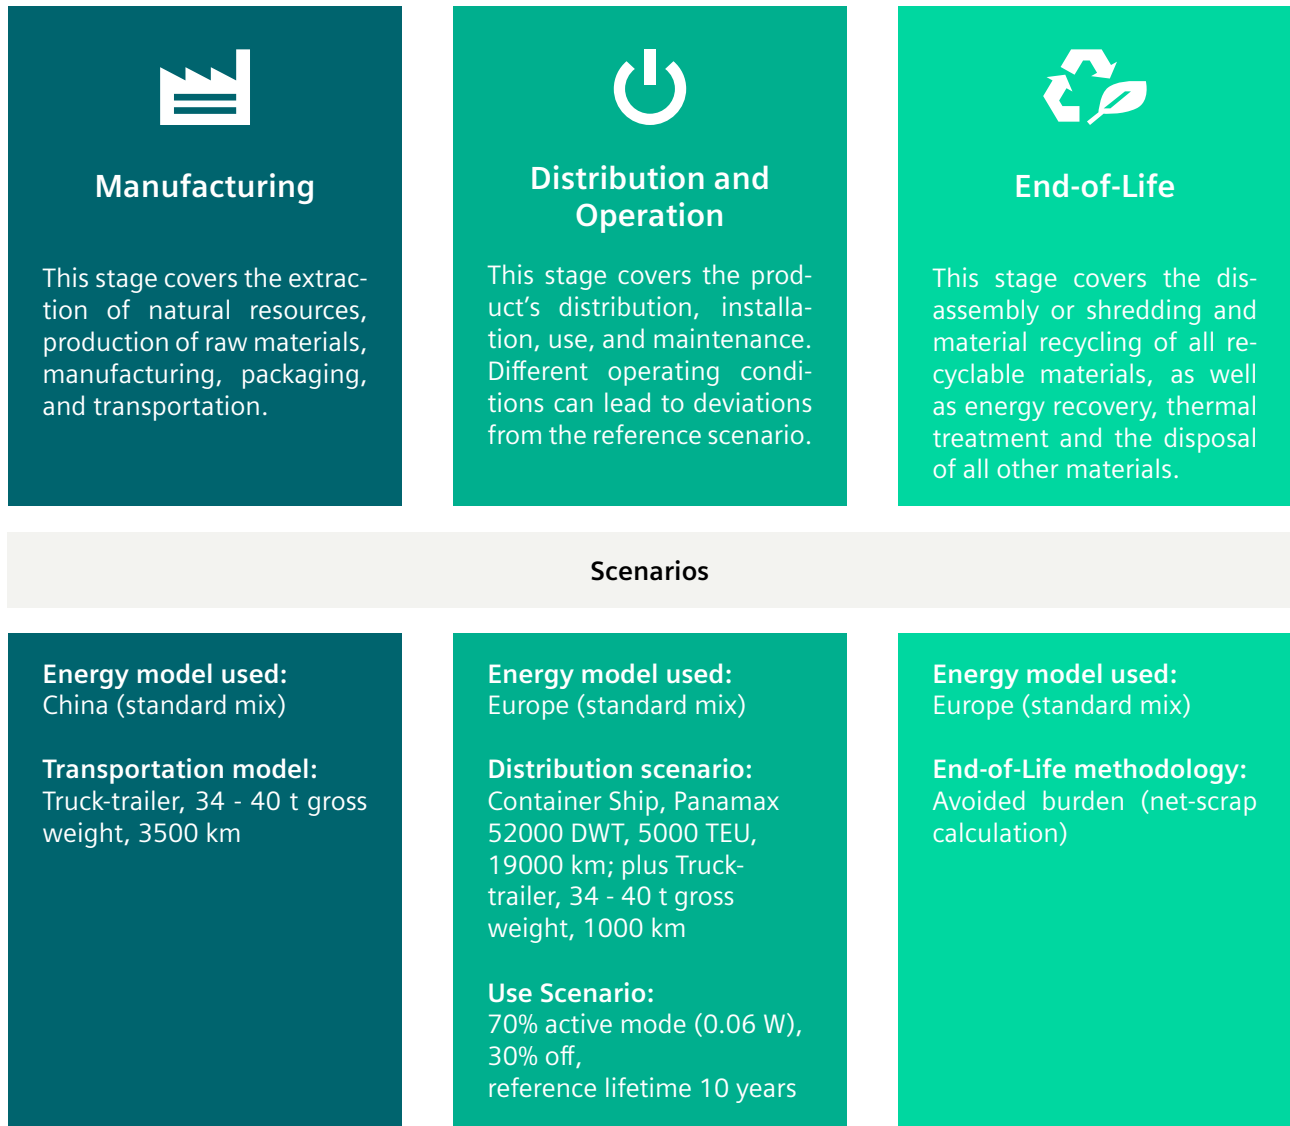 Manufacturing
This stage covers the extrac-
tion of natural resources,
production of raw materials,
manufacturing, packaging,
and transportation.
Distribution and
Operation
This stage covers the prod-
uct's distribution, installa-
tion, use, and maintenance.
Different operating condi-
tions can lead to deviations
from the reference scenario.
End-of-Life
This stage covers the dis-
assembly or shredding and
material recycling of all re-
cyclable materials, as well
as energy recovery, thermal
treatment and the disposal
of all other materials.
Scenarios
Energy model used:
China (standard mix)
Transportation model:
Truck-trailer, 34 - 40 t gross
weight, 3500 km
Energy model used:
Europe (standard mix)
Distribution scenario:
Container Ship, Panamax
52000 DWT, 5000 TEU,
19000 km; plus Truck-
trailer, 34 - 40 t gross
weight, 1000 km
Use Scenario:
70% active mode (0.06 W),
30% off,
reference lifetime 10 years
Energy model used:
Europe (standard mix)
End-of-Life methodology:
Avoided burden (net-scrap
calculation)